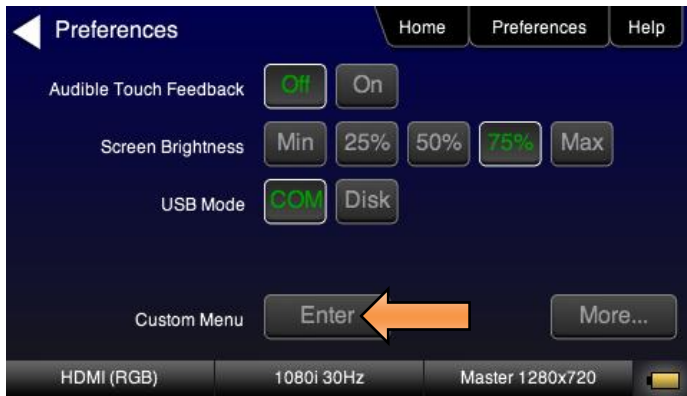 Preferences Home Preferences Help
Audible Touch Feedback Off On
Screen Brightness Min 25% 50% 75% Max
USB Mode COM Disk
Custom Menu Enter More...
HDMI (RGB) 1080i 30Hz Master 1280x720